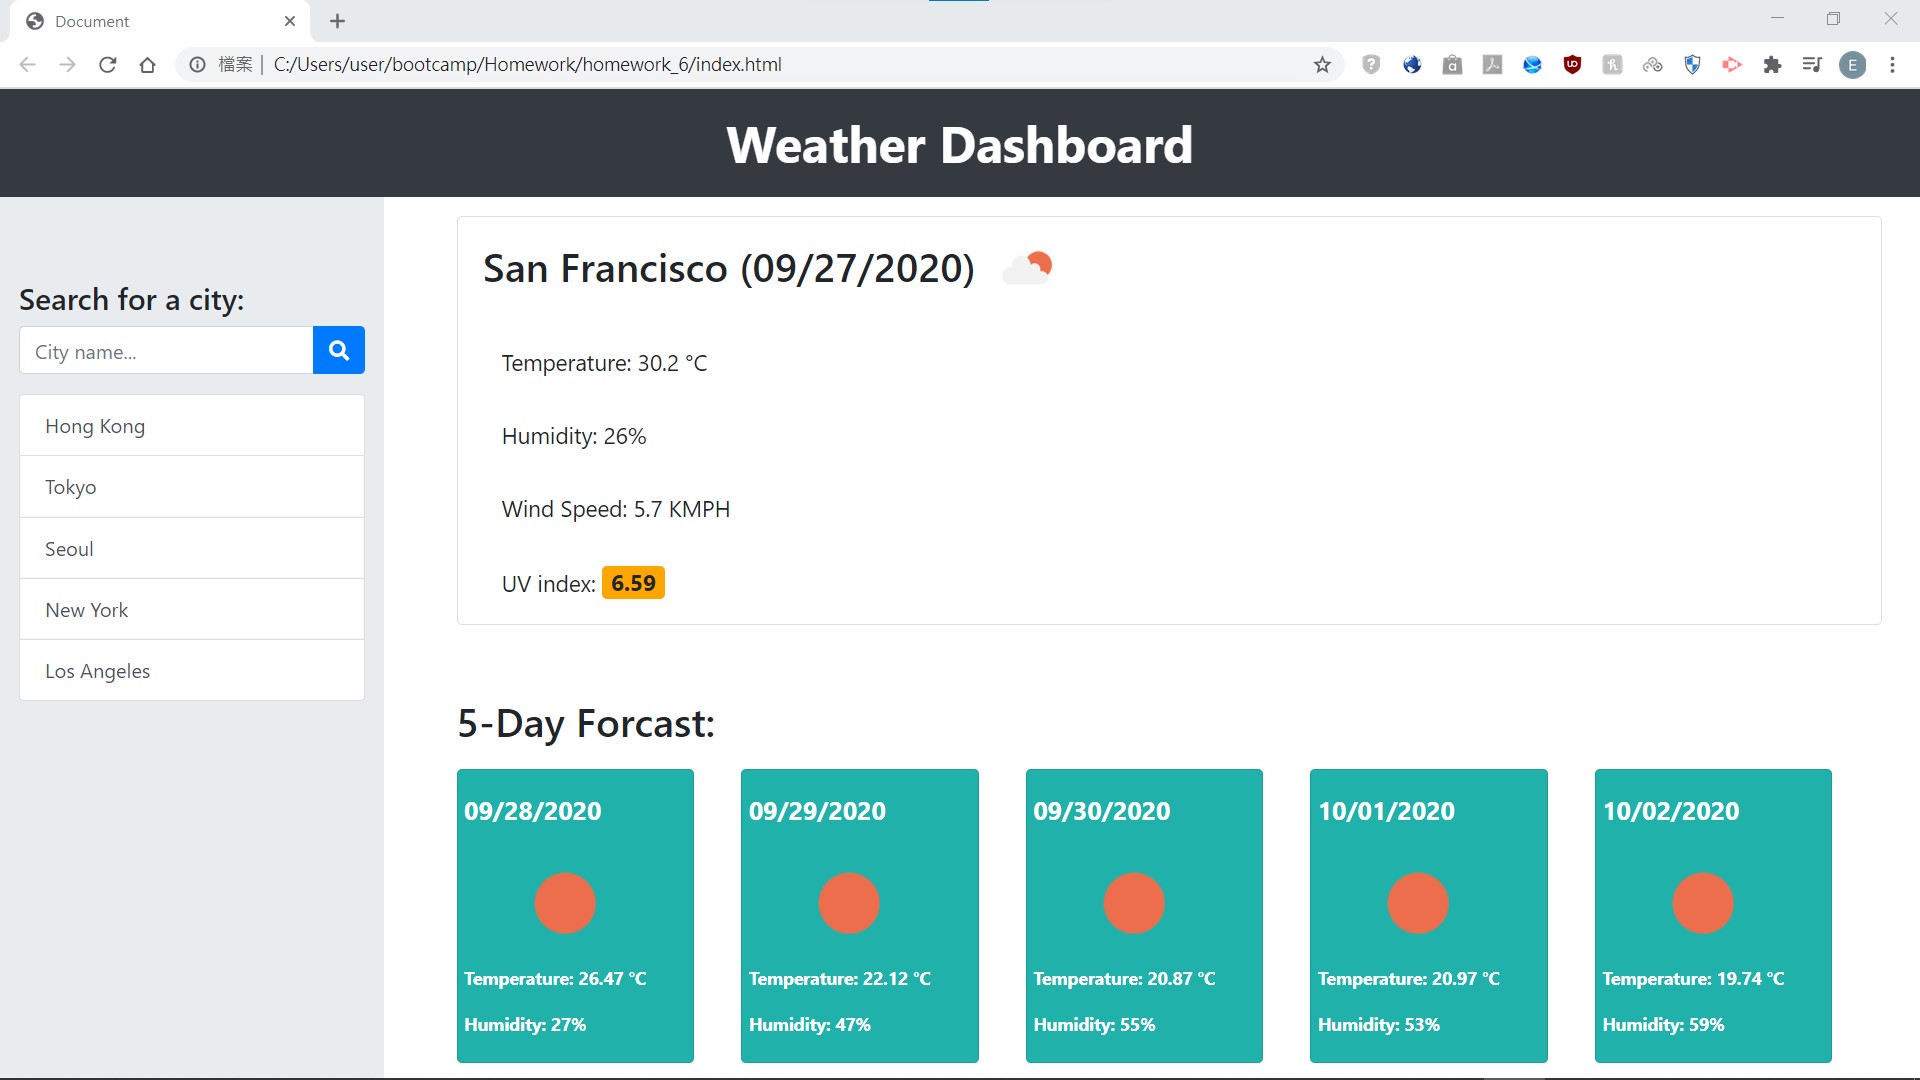 Document
檔案 | C:/Users/user/bootcamp/Homework/homework_6/index.html
E
Weather Dashboard
Search for a city:
City name...
Hong Kong
Tokyo
Seoul
New York
Los Angeles
San Francisco (09/27/2020)
Temperature: 30.2 °C
Humidity: 26%
Wind Speed: 5.7 KMPH
UV index: 6.59
5-Day Forcast:
09/28/2020
Temperature: 26.47 °C
Humidity: 27%
09/29/2020
Temperature: 22.12 °C
Humidity: 47%
09/30/2020
Temperature: 20.87 °C
Humidity: 55%
10/01/2020
Temperature: 20.97 °C
Humidity: 53%
10/02/2020
Temperature: 19.74 °C
Humidity: 59%